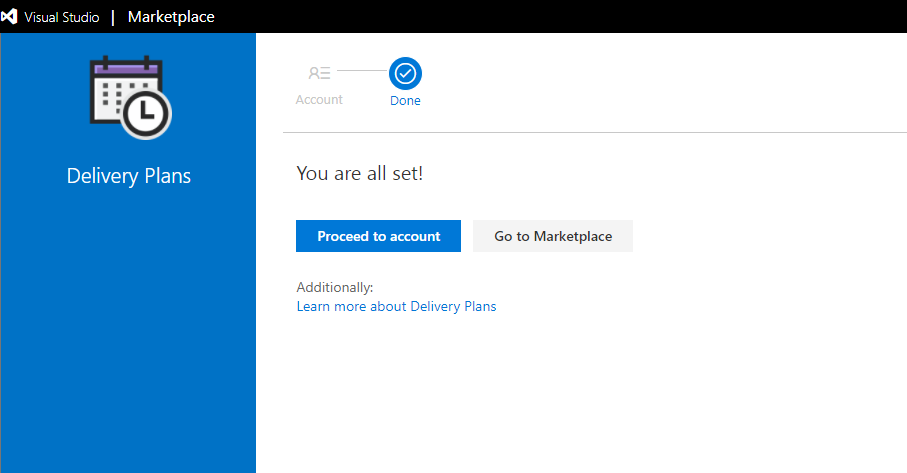 Visual Studio | Marketplace
Delivery Plans
Account
Done
You are all set!
Proceed to account
Go to Marketplace
Additionally:
Learn more about Delivery Plans